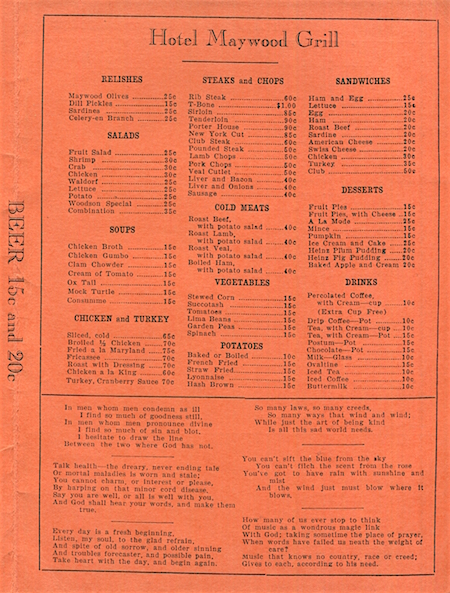 Hotel Maywood Grill
RELISHES
Maywood Olives 25c
Dill Pickles 15c
Sardines 25c
Celery-en Branch 25c
SALADS
Fruit Salad 25c
Shrimp 30c
Crab 30c
Chicken 30c
Waldorf 25c
Lettuce 25c
Potato 25c
Woodson Special 25c
Combination 25c
SOUPS
Chicken Broth 15c
Chicken Gumbo 15c
Clam Chowder 15c
Cream of Tomato 15c
Ox Tail 15c
Mock Turtle 15c
Consumme 15c
CHICKEN and TURKEY
Sliced, cold 65c
Broiled ½ Chicken 70c
Fried a la Maryland 75c
Fricassee 70c
Roast with Dressing 70c
Chicken a la King 60c
Turkey, Cranberry Sauce 70c
STEAKS and CHOPS
Rib Steak 60c
T-Bone $1.00
Sirloin 90c
Tenderloin 90c
Porter House 90c
New York Cut 85c
Club Steak 60c
Pounded Steak 50c
Lamb Chops 50c
Pork Chops 50c
Veal Cutlet 50c
Liver and Bacon 40c
Liver and Onions 40c
Sausage 40c
COLD MEATS
Roast Beef,
with potato salad 40c
Roast Lamb,
with potato salad 40c
Roast Veal,
with potato salad 40c
Boiled Ham,
with potato salad 40c
VEGETABLES
Stewed Corn 15c
Succotash 15c
Tomatoes 15c
Lima Beans 15c
Garden Peas 15c
Spinach 15c
POTATOES
Baked or Boiled 10c
French Fried 15c
Straw Fried 15c
Lyonnaise 15c
Hash Brown 15c
SANDWICHES
Ham and Egg 25c
Lettuce 15c
Egg 20c
Ham 20c
Roast Beef 20c
Sardine 20c
American Cheese 20c
Swiss Cheese 20c
Chicken 30c
Turkey 35c
Club 50c
DESSERTS
Fruit Pies 15c
Fruit Pies, with Cheese 15c
A La Mode 25c
Mince 15c
Pumpkin 15c
Ice Cream and Cake 25c
Heinz Plum Pudding 20c
Heinz Fig Pudding 20c
Baked Apple and Cream 20c
DRINKS
Percolated Coffee,
with Cream—cup 10c
(Extra Cup Free)
Drip Coffee—Pot 10c
Tea, with Cream—cup 10c
Tea, with Cream—Pot 15c
Postum—Pot 15c
Chocolate—Pot 15c
Milk—Glass 10c
Ovaltine 15c
Iced Tea 10c
Iced Coffee 10c
Buttermilk 10c
BEER 15c and 20c
In men whom men condemn as ill
I find so much of goodness still,
In men whom men pronounce divine
I find so much of sin and blot,
I hesitate to draw the line
Between the two where God has not.
Talk health—the dreary, never ending tale
Or mortal maladies is worn and stale;
You cannot charm, or interest or please,
By harping on that minor cord disease.
Say you are well, or all is well with you,
And God shall hear your words, and make them
true.
Every day is a fresh beginning,
Listen, my soul, to the glad refrain,
And spite of old sorrow, and older sinning
And troubles forecaster, and possible pain,
Take heart with the day, and begin again.
So many laws, so many creeds,
So many ways that wind and wind;
While just the art of being kind
Is all this sad world needs.
You can't sift the blue from the sky
You can't filch the scent from the rose
You've got to have rain with sunshine and
mist
And the wind just must blow where it
blows.
How many of us ever stop to think
Of music as a wondrous magic link
With God; taking sometime the place of prayer,
When words have failed us neath the weight of
care?
Music that knows no country, race or creed;
Gives to each, according to his need.